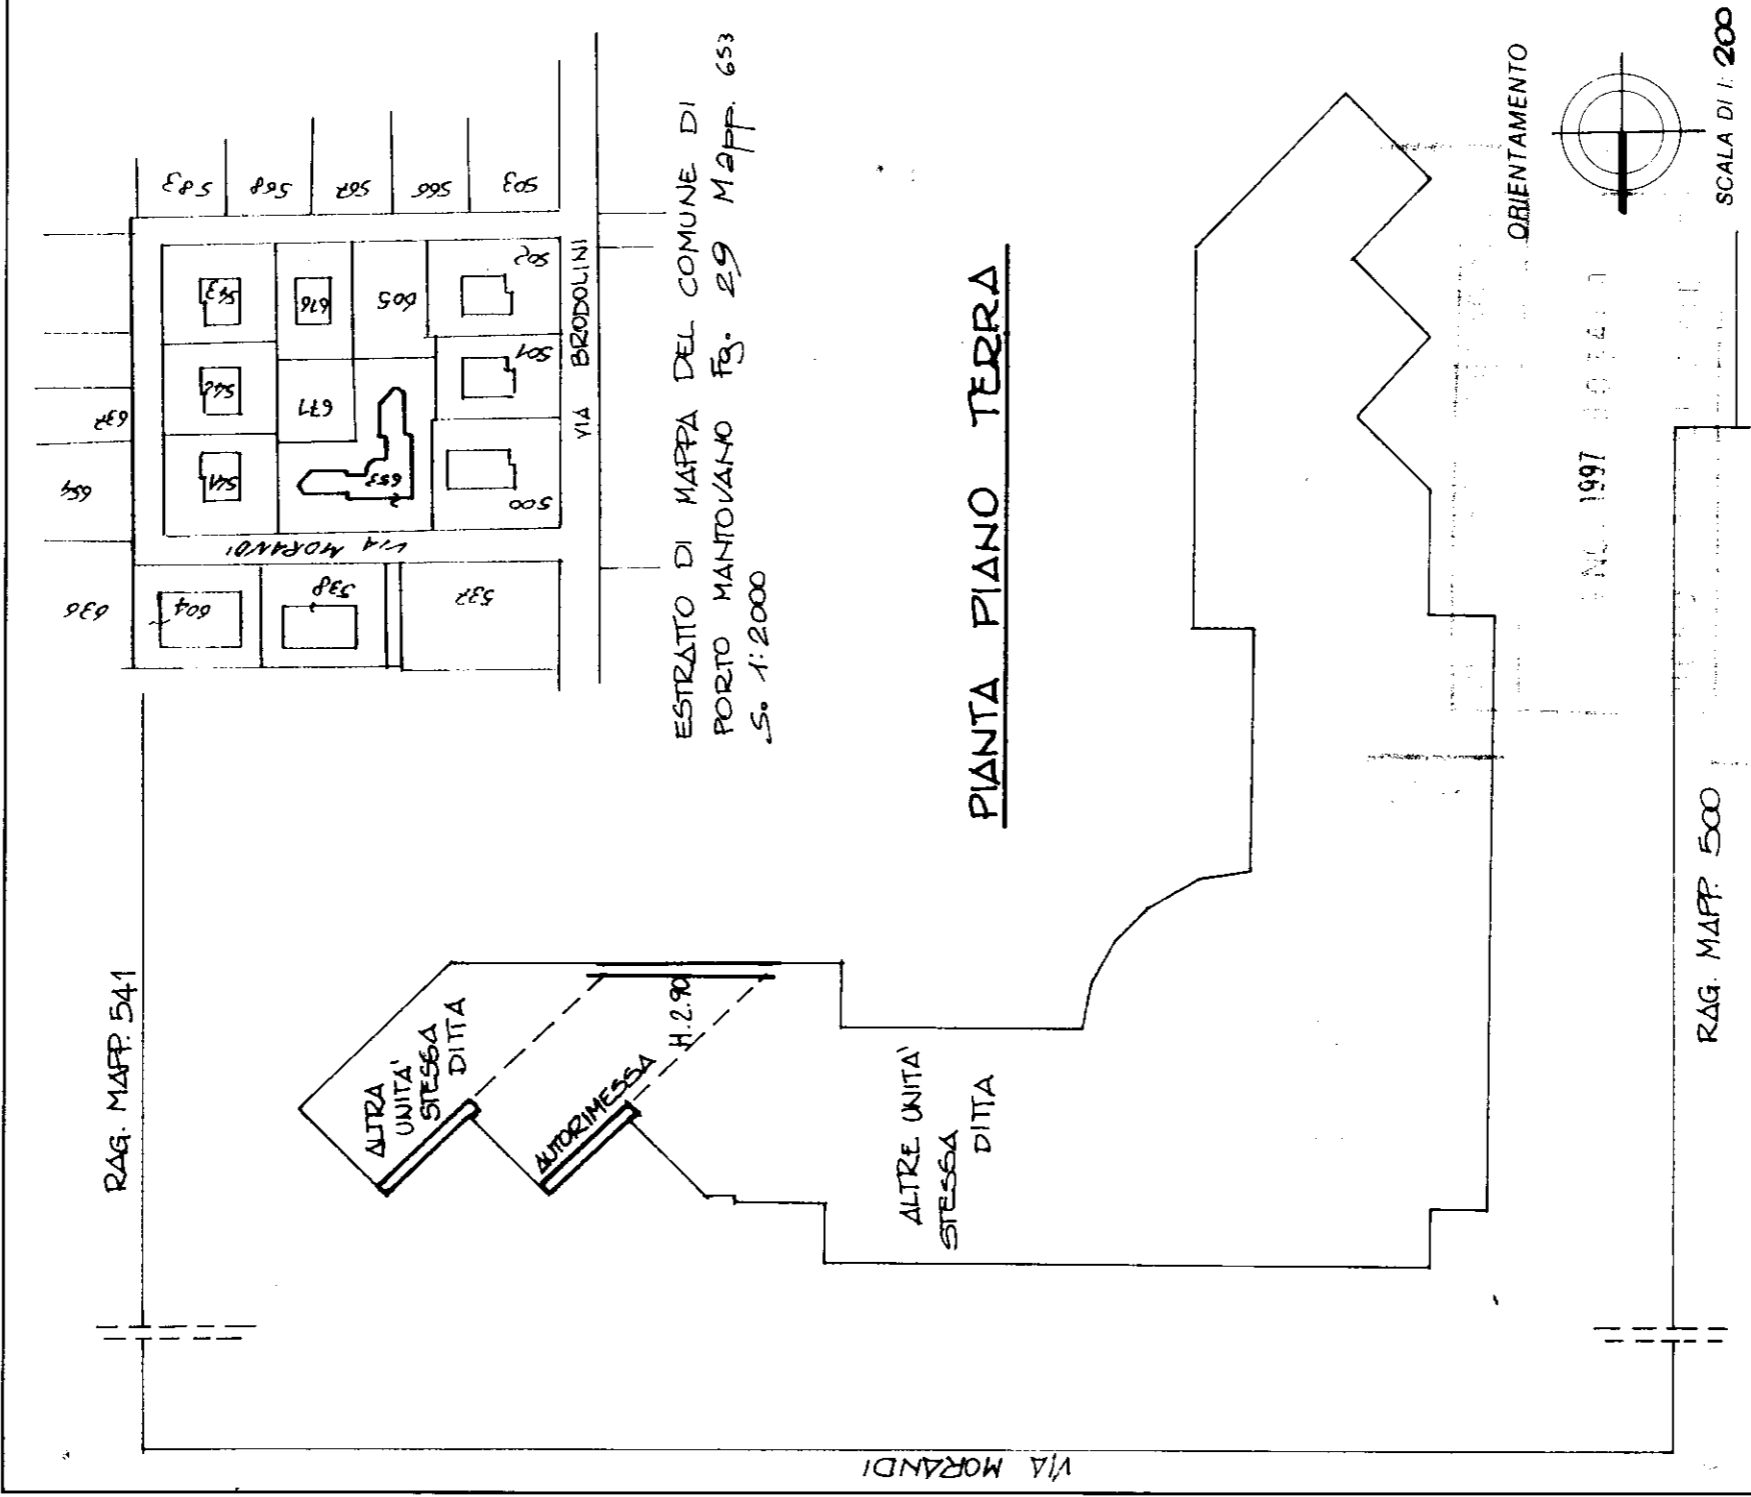 583
568
567
566
503
543
676
605
502
542
671
501
541
653
500
637
654
636
604
538
537
VIA MORANDI
VIA BRODOLINI
ESTRATTO DI MAPPA DEL COMUNE DI
PORTO MANTOVANO Fg. 29 Mapp. 653
S. 1:2000
PIANTA PIANO TERRA
ORIENTAMENTO
SCALA DI 1: 200
1997
RAG. MAPP. 541
ALTRA
UNITA'
STESSA
DITTA
AUTORIMESSA
H. 2.90
ALTRE UNITA'
STESSA
DITTA
RAG. MAPP. 500
VIA MORANDI